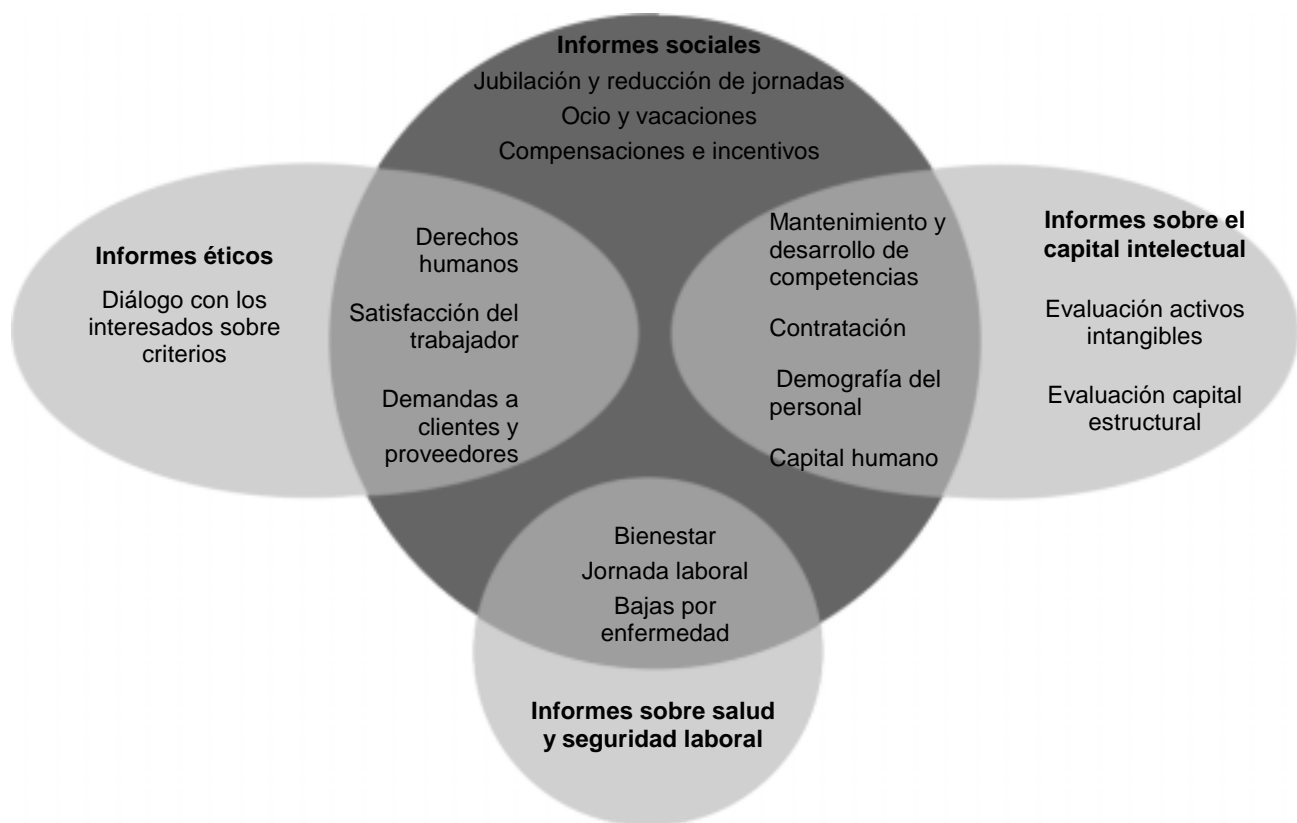 Informes sociales
Jubilación y reducción de jornadas
Ocio y vacaciones
Compensaciones e incentivos
Informes éticos
Diálogo con los
interesados sobre
criterios
Derechos
humanos
Satisfacción del
trabajador
Demandas a
clientes y
proveedores
Mantenimiento y
desarrollo de
competencias
Contratación
Demografía del
personal
Capital humano
Informes sobre el
capital intelectual
Evaluación activos
intangibles
Evaluación capital
estructural
Bienestar
Jornada laboral
Bajas por
enfermedad
Informes sobre salud
y seguridad laboral